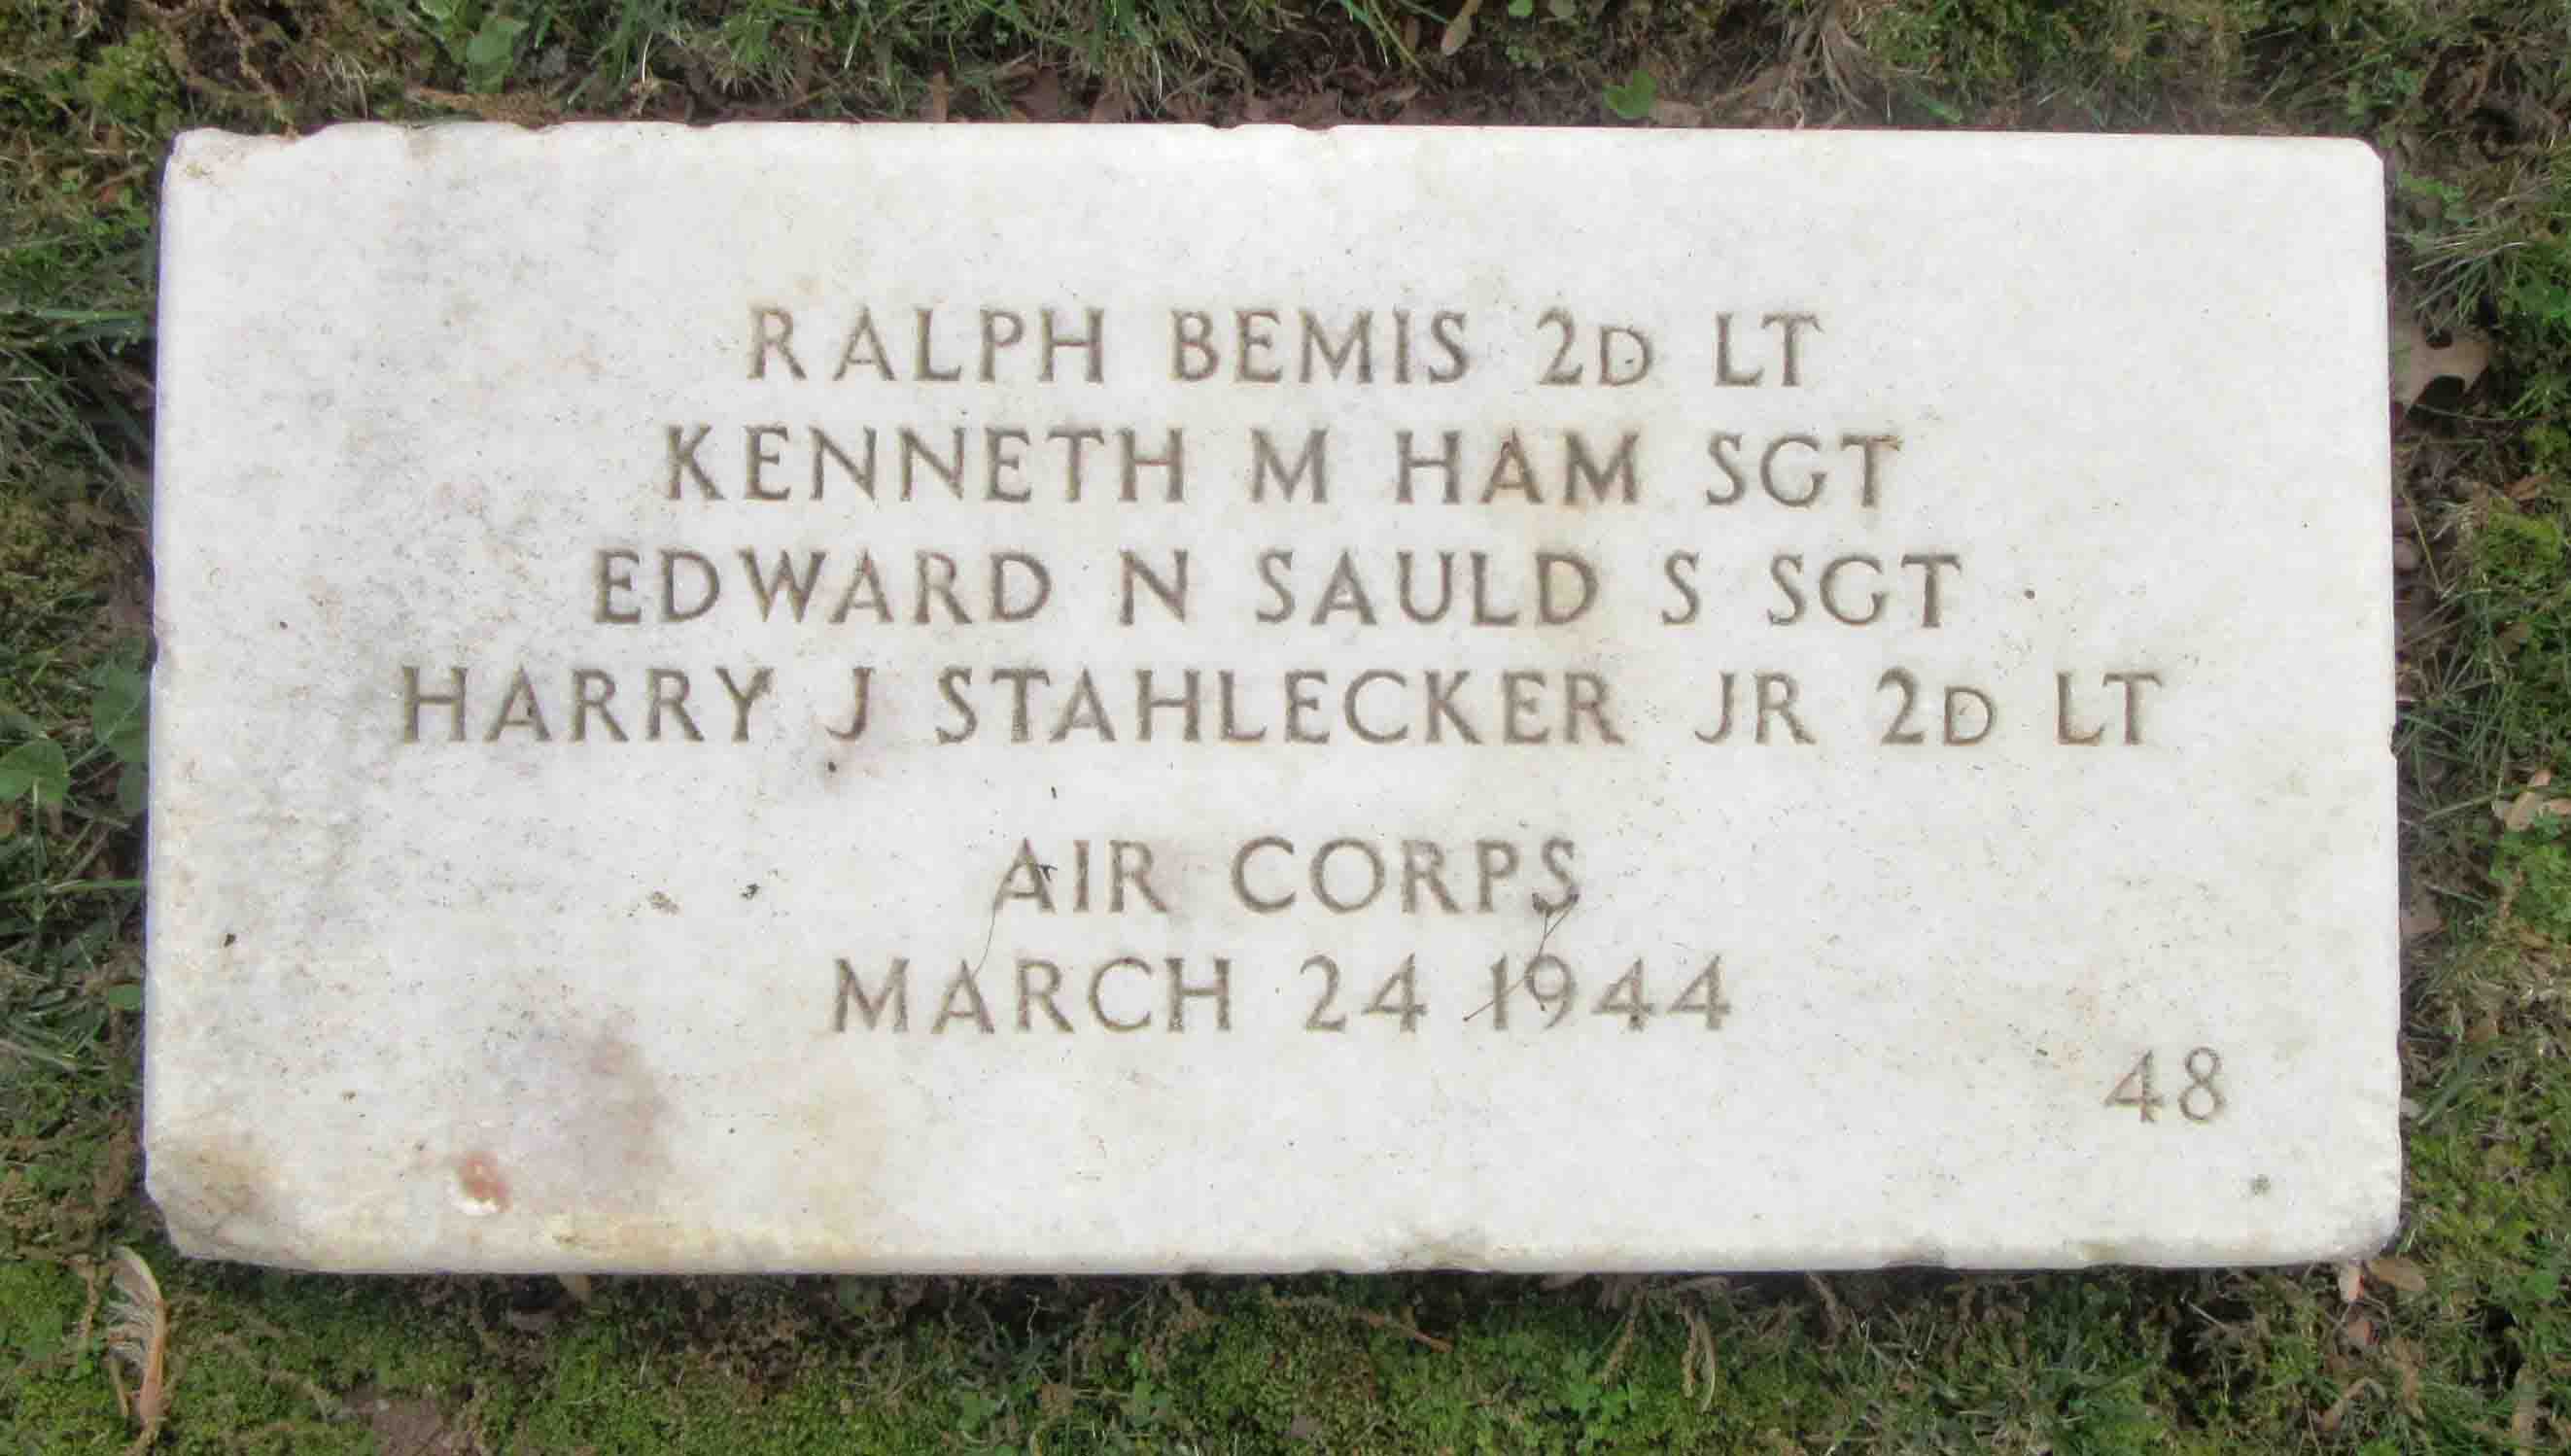 RALPH BEMIS 2D LT
KENNETH M HAM SGT
EDWARD N SAULD S SGT
HARRY J STAHLECKER JR 2D LT
AIR CORPS
MARCH 24 1944
48